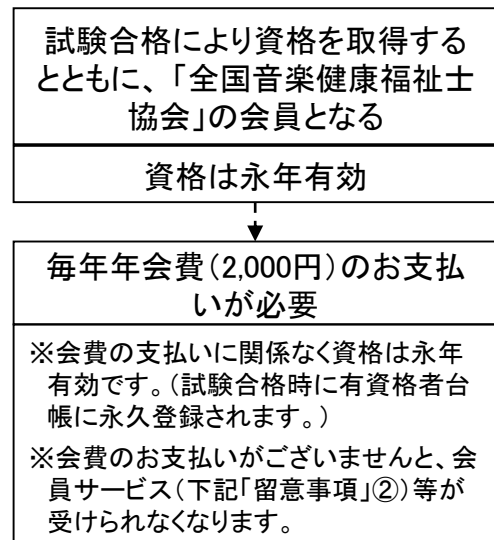 試験合格により資格を取得する
とともに、「全国音楽健康福祉士
協会」の会員となる
資格は永年有効
毎年年会費(2,000円)のお支払
いが必要
※会費の支払いに関係なく資格は永年
有効です。(試験合格時に有資格者台
帳に永久登録されます。)
※会費のお支払いがございませんと、会
員サービス(下記「留意事項」②)等が
受けられなくなります。